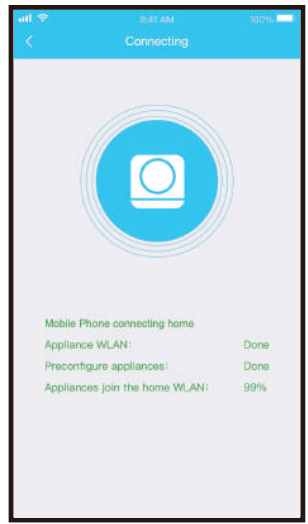 9:41 AM 100%
Connecting
Mobile Phone connecting home
Appliance WLAN: Done
Preconfigure appliances: Done
Appliances join the home WLAN: 99%